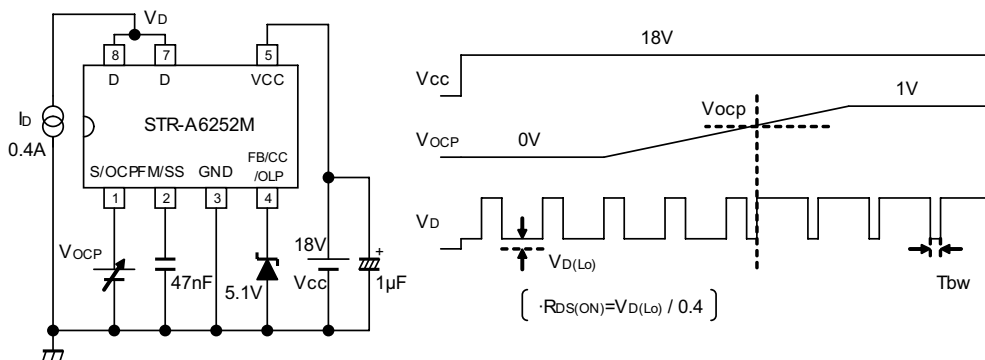 VD
8
7
5
D
D
VCC
ID
0.4A
STR-A6252M
S/OCP
FM/SS
GND
FB/CC
/OLP
1
2
3
4
VOCP
47nF
5.1V
18V
Vcc
+
1μF
18V
Vcc
Vocp
1V
VOCP
0V
VD
VD(Lo)
Tbw
·RDS(ON)=VD(Lo) / 0.4